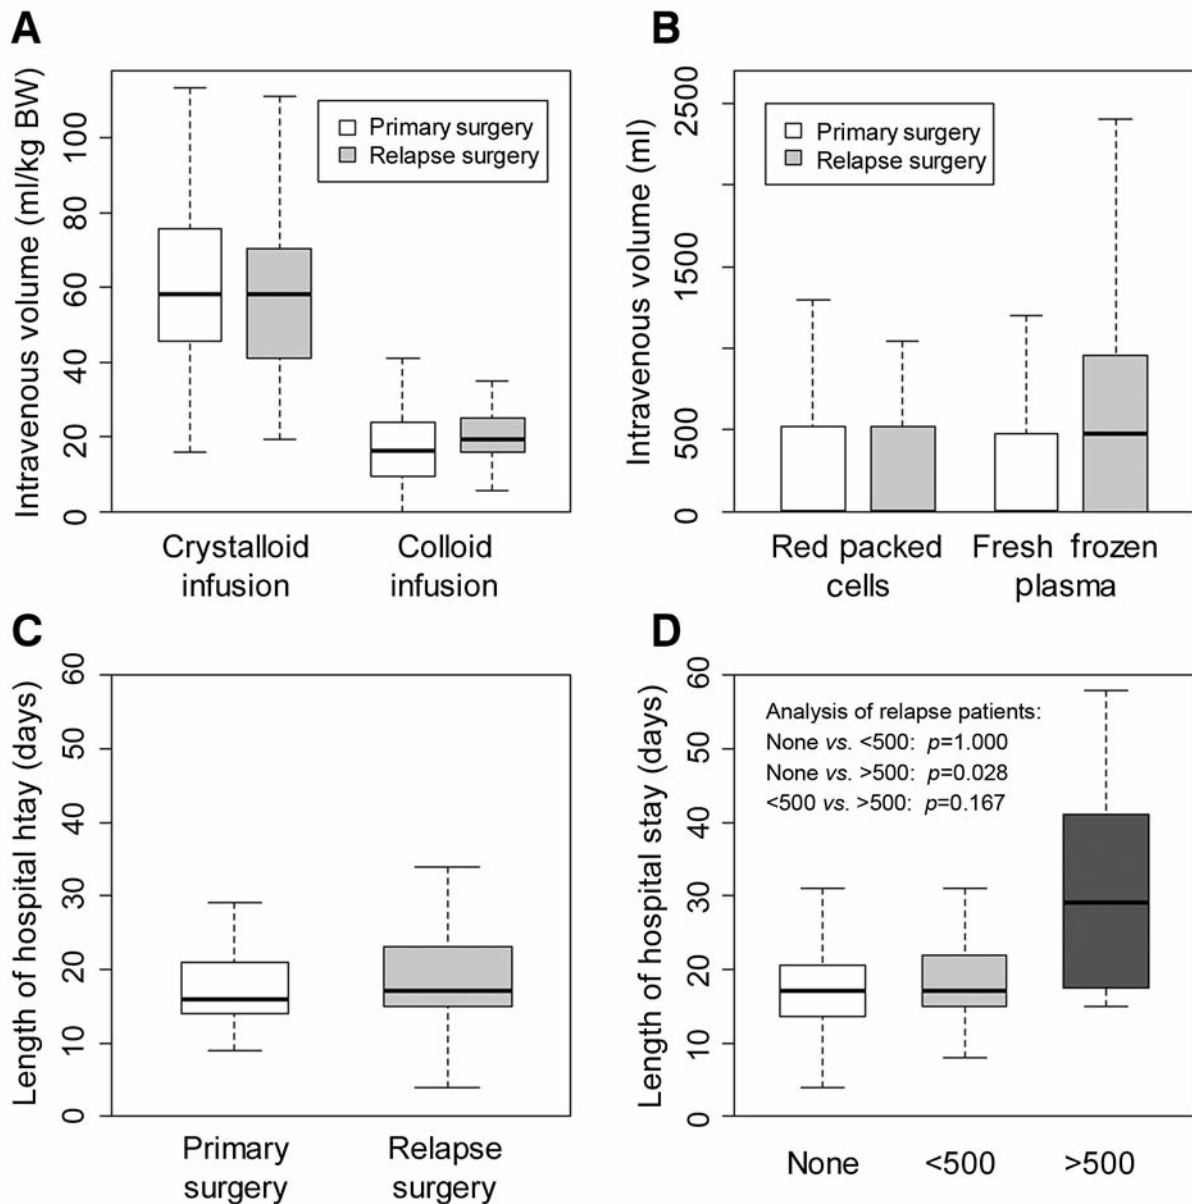 A
Intravenous volume (ml/kg BW)
0
20
40
60
80
100
Primary surgery
Relapse surgery
Crystalloid
infusion
Colloid
infusion
B
Intravenous volume (ml)
0
500
1500
2500
Primary surgery
Relapse surgery
Red packed
cells
Fresh frozen
plasma
C
Length of hospital htay (days)
0
10
20
30
40
50
60
Primary
surgery
Relapse
surgery
D
Length of hospital stay (days)
0
10
20
30
40
50
60
Analysis of relapse patients:
None vs. <500: p=1.000
None vs. >500: p=0.028
<500 vs. >500: p=0.167
None
<500
>500